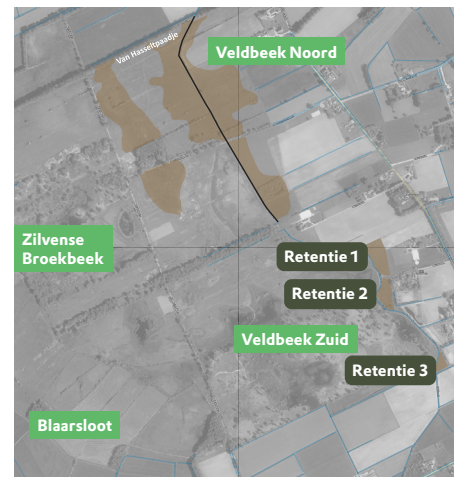 Van Hasseltpaadje
Veldbeek Noord
Zilvense
Broekbeek
Retentie 1
Retentie 2
Veldbeek Zuid
Retentie 3
Blaarsloot